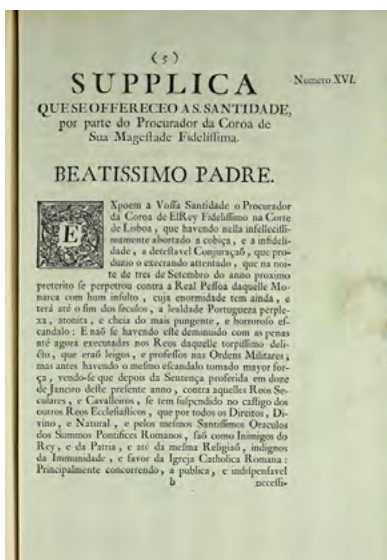 (5)
SUPPLICA
Numero XVI.
QUE SE OFFERECEO A S. SANTIDADE,
por parte do Procurador da Coroa de
Sua Mageſtade Fideliſſima.
BEATISSIMO PADRE.
EXpoem a Voſſa Santidade o Procurador
da Coroa de ElRey Fideliſſimo na Corte
de Lisboa, que havendo nella infelleciſſi-
mamente abortado a cobiça, e a infideli-
dade, a deteſtavel Conjuraçaõ, que pro-
duzio o execrando attentado, que na noi-
te de tres de Setembro do anno proximo
preterito ſe perpetrou contra a Real Peſſoa daquelle Mo-
narca com hum inſulto, cuja enormidade tem ainda, e
terá até o fim dos ſeculos, a lealdade Portugueza perple-
xa, atonita, e cheia do mais pungente, e horroroſo eſ-
candalo: E naõ ſe havendo eſte deminuido com as penas
até agora executadas nos Reos daquelle torpiſſimo deli-
cto, que eraõ leigos, e profeſſos nas Ordens Militares;
mas antes havendo o meſmo eſcandalo tomado mayor for-
ça, vendo-ſe que depois da Sentença proferida em doze
de Janeiro deſte preſente anno, contra aquelles Reos Se-
culares, e Cavalleiros, ſe tem ſuſpendido no caſtigo dos
outros Reos Eccleſiaſticos, que por todos os Direitos, Di-
vino, e Natural, e pelos meſmos Santiſſimos Oraculos
dos Summos Pontifices Romanos, ſaõ como Inimigos do
Rey, e da Patria, e até da meſma Religiaõ, indignos
da Immunidade, e favor da Igreja Catholica Romana:
Principalmente concorrendo, a publica, e indiſpenſavel
b
neceſſi-